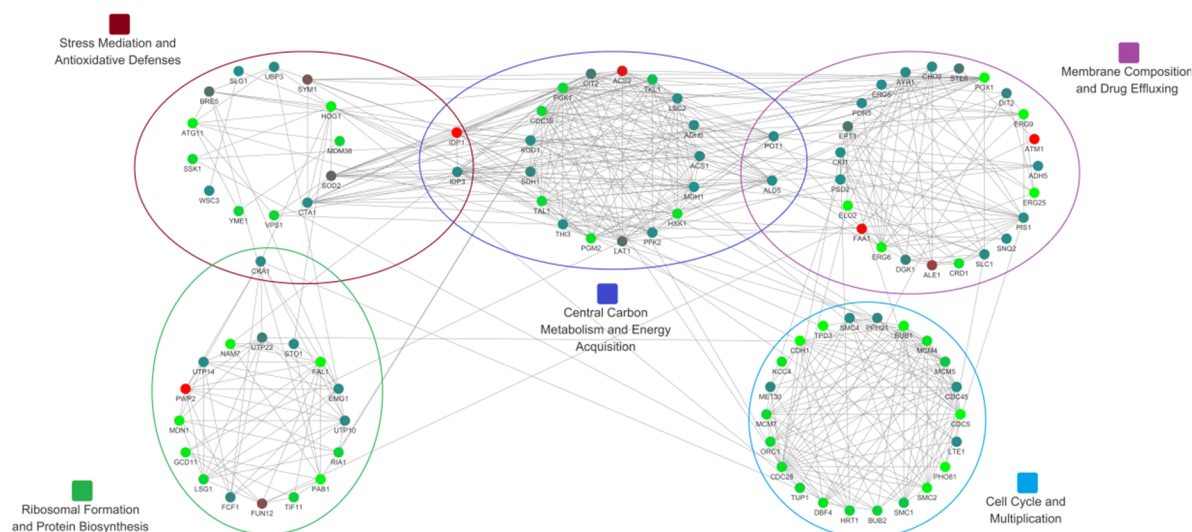 Stress Mediation and
Antioxidative Defenses
Membrane Composition
and Drug Effluxing
Central Carbon
Metabolism and Energy
Acquisition
Ribosomal Formation
and Protein Biosynthesis
Cell Cycle and
Multiplication
SLG1
UBP3
SYM1
BRE5
HOG1
ATG11
MDM38
SSK1
SOD2
WSC3
CTA1
YME1
VPS1
CKA1
IDP1
IDP3
CIT2
ACS2
TKL1
PGK1
LSC2
CDC19
ADH6
KGD1
ACS1
SDH1
MDH1
TAL1
HXK1
THI3
PFK2
PGM2
LAT1
POT1
ALD5
AYR1
CHO2
STE6
POX1
ERG5
DIT2
PDR5
ERG9
EPT1
ATM1
CKI1
ADH5
PSD2
ERG25
ELO2
PIS1
FAA1
SNQ2
ERG6
SLC1
DGK1
ALE1
CRD1
UTP22
STO1
NAM7
UTP14
FAL1
PWP2
EMG1
MDN1
UTP10
GCD11
RIA1
LSG1
PAB1
FCF1
FUN12
TIF11
SMC4
PPH21
TPD3
BUB1
CDH1
MCM4
KCC4
MCM5
MET30
CDC45
MCM7
CDC5
ORC1
LTE1
CDC28
PHO81
TUP1
SMC2
DBF4
SMC1
HRT1
BUB2